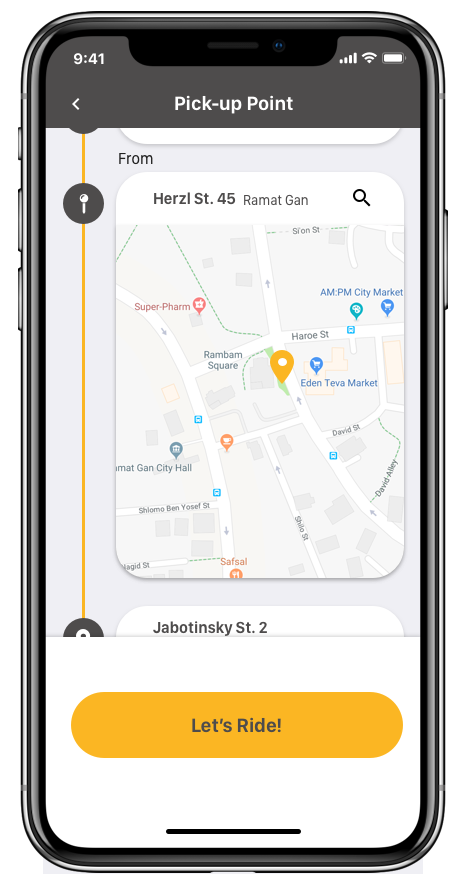 9:41
Pick-up Point
From
Herzl St. 45 Ramat Gan
Si'on St
AM:PM City Market
Super-Pharm
Haroe St
Rambam
Square
Eden Teva Market
David St
amat Gan City Hall
David Alley
Shlomo Ben Yosef St
Shilo St
Safsal
Nagid St
Jabotinsky St. 2
Let's Ride!